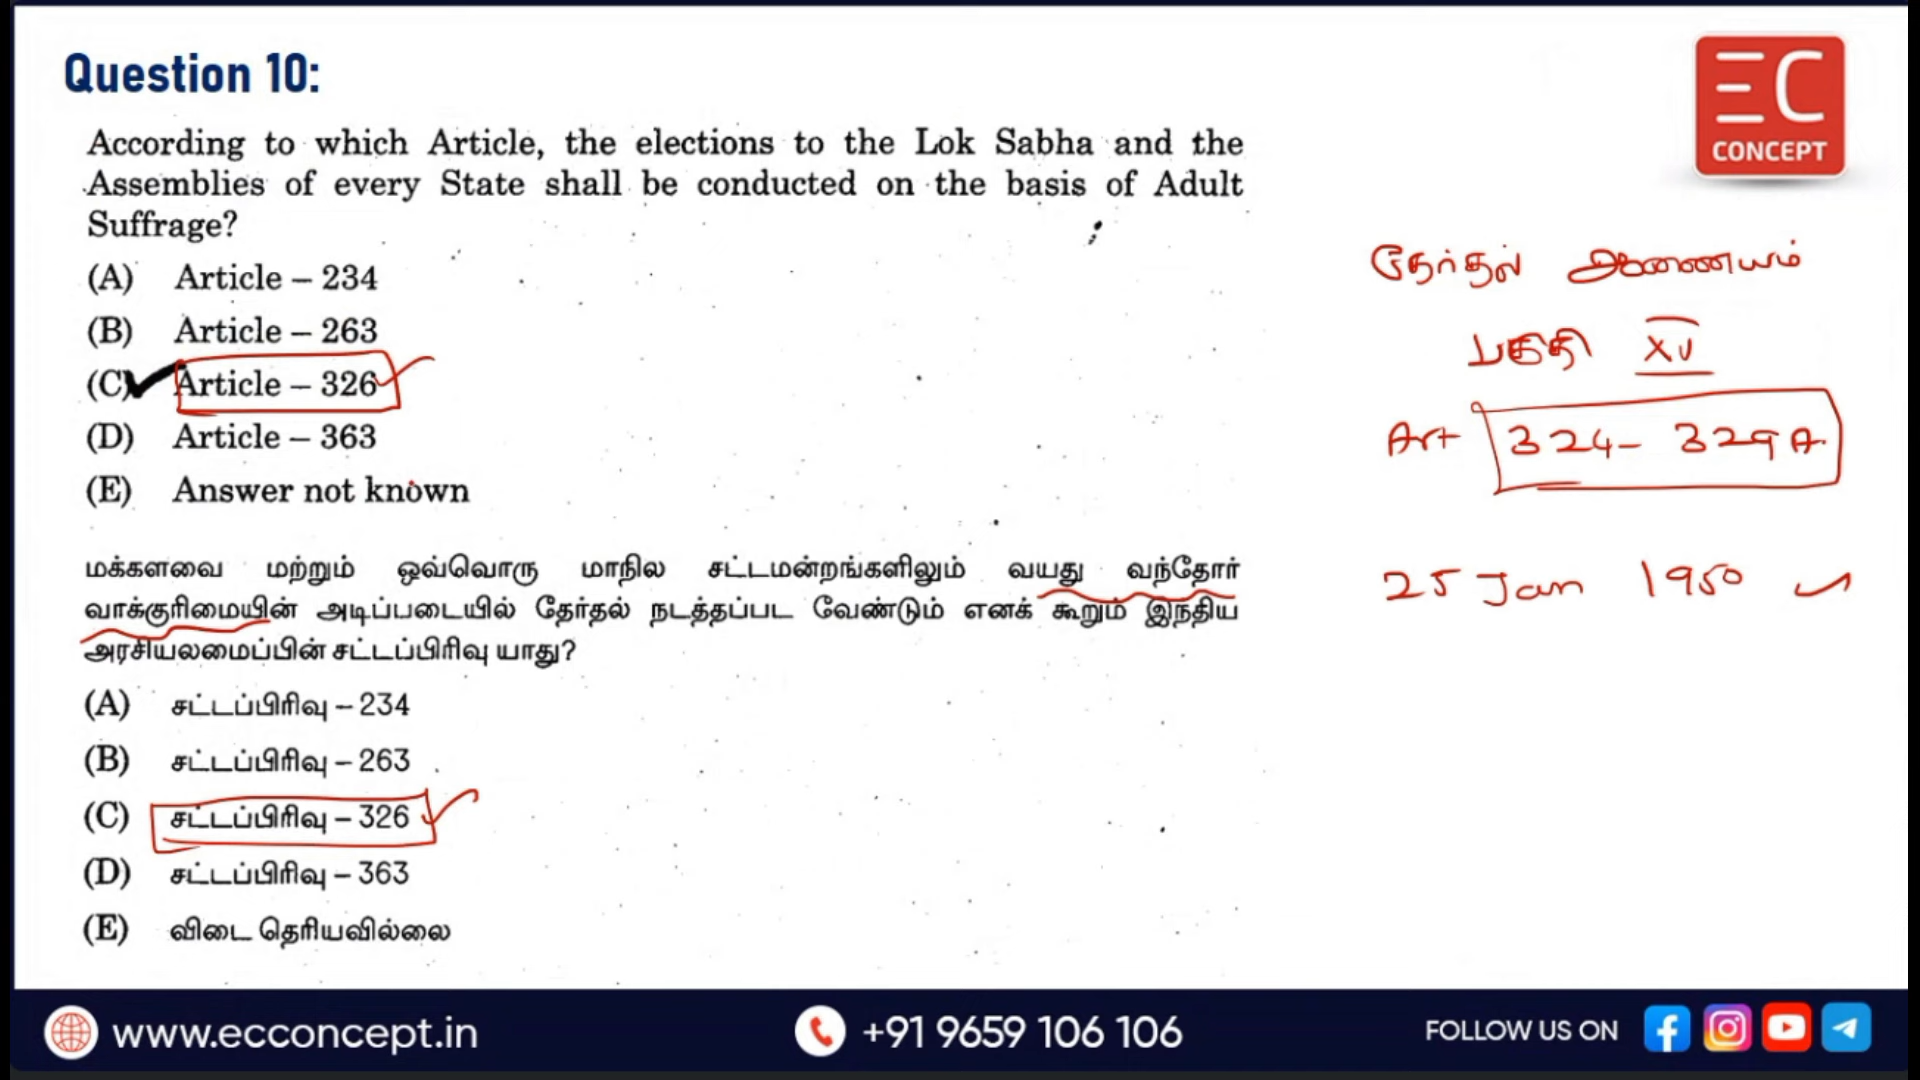 Question 10:
EC
CONCEPT
According to which Article, the elections to the Lok Sabha and the
Assemblies of every State shall be conducted on the basis of Adult
Suffrage?
(A) Article – 234
(B) Article – 263
(C) Article – 326
(D) Article – 363
(E) Answer not known
மக்களவை மற்றும் ஒவ்வொரு மாநில சட்டமன்றங்களிலும் வயது வந்தோர்
வாக்குரிமையின் அடிப்படையில் தேர்தல் நடத்தப்பட வேண்டும் எனக் கூறும் இந்திய
அரசியலமைப்பின் சட்டப்பிரிவு யாது?
(A) சட்டப்பிரிவு – 234
(B) சட்டப்பிரிவு – 263
(C) சட்டப்பிரிவு – 326
(D) சட்டப்பிரிவு – 363
(E) விடை தெரியவில்லை
தேர்தல் ஆணையம்
பகுதி XV
Art 324 - 329A
25 Jan 1950
www.ecconcept.in
+91 9659 106 106
FOLLOW US ON